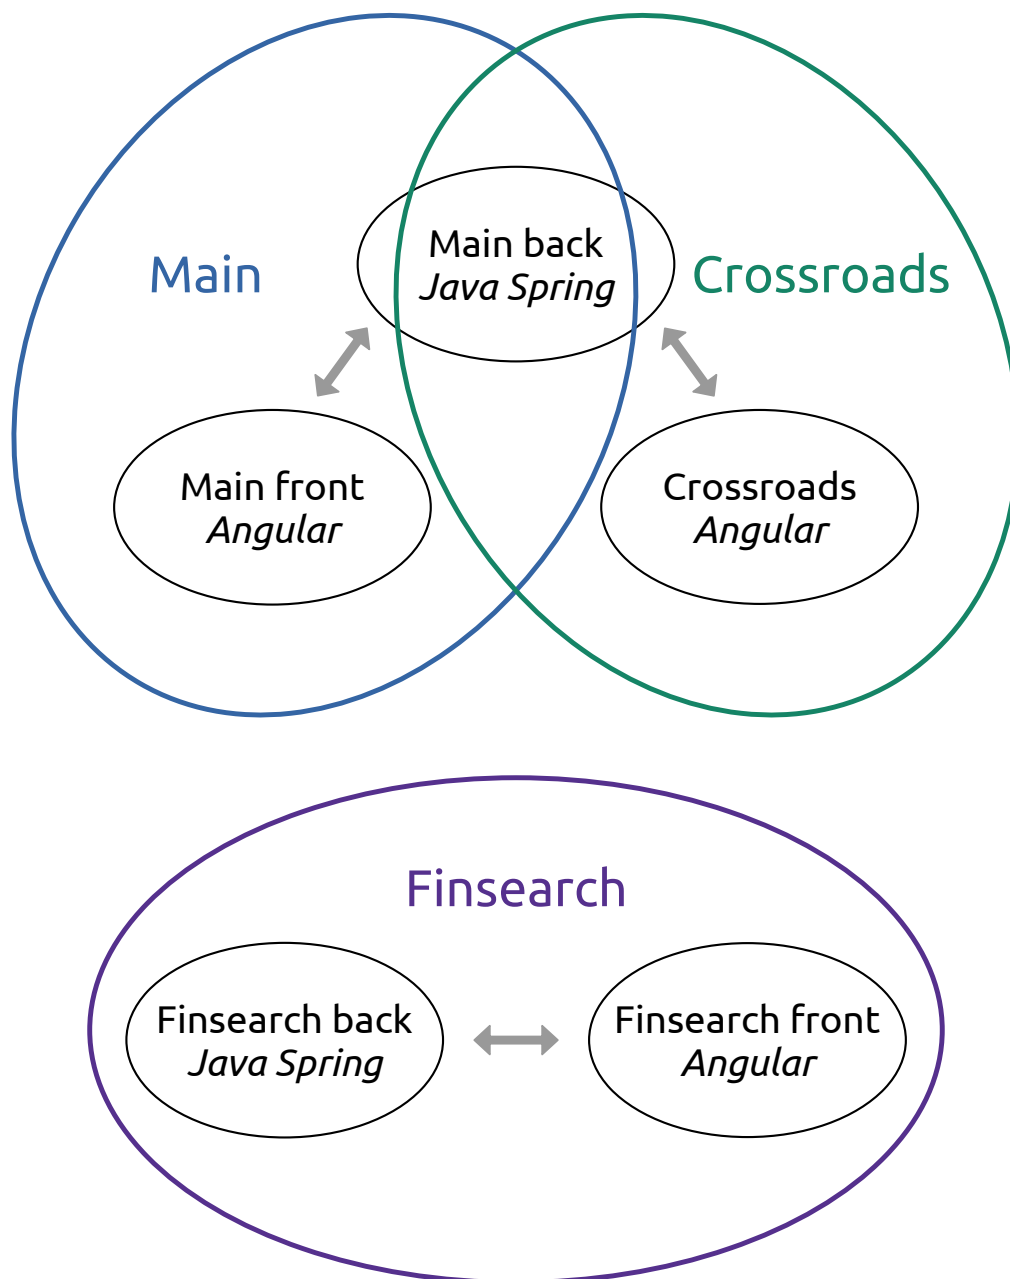 Main back
Java Spring
Main
Crossroads
Main front
Angular
Crossroads
Angular
Finsearch
Finsearch back
Java Spring
Finsearch front
Angular